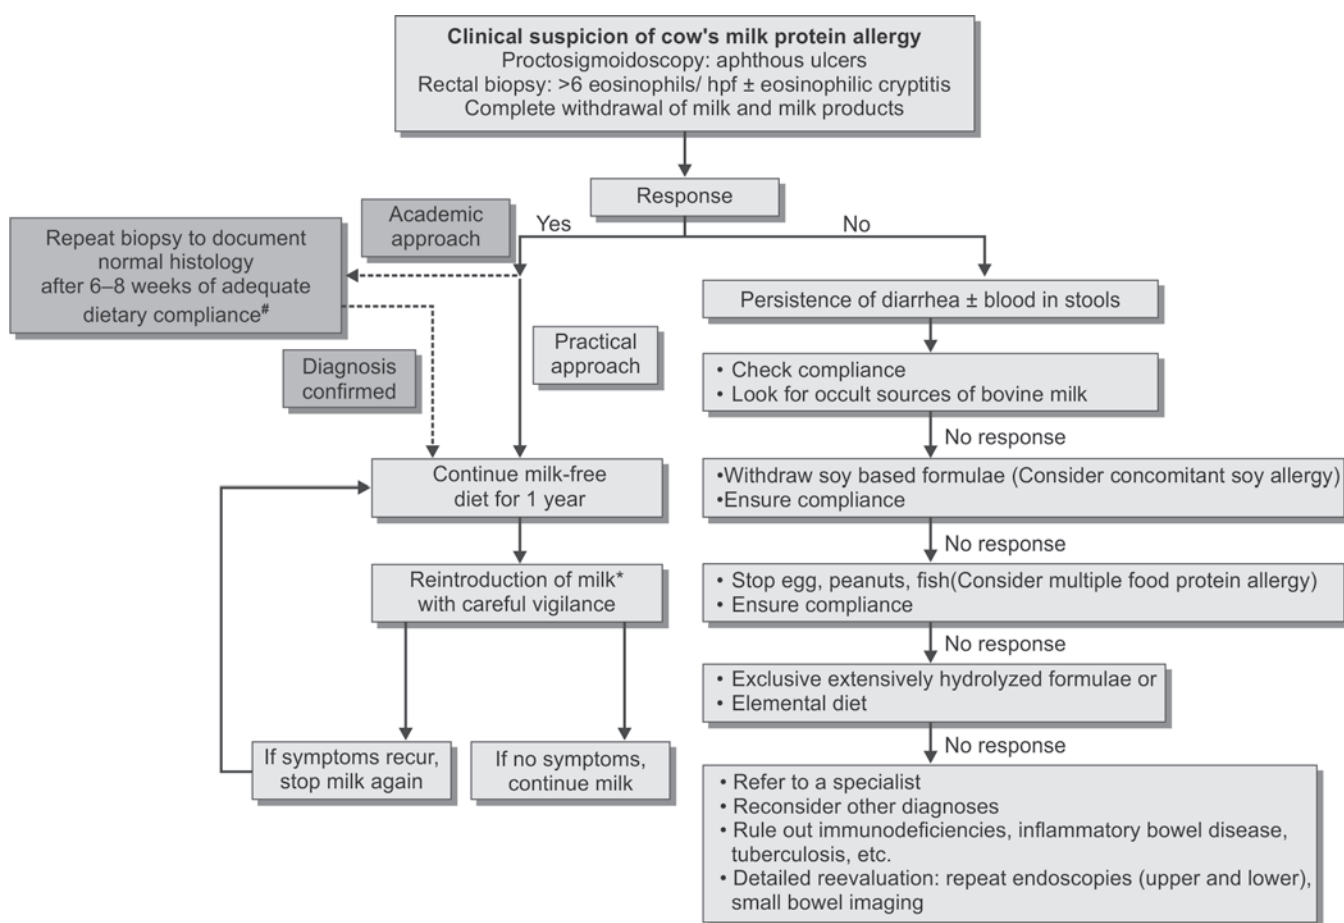 Clinical suspicion of cow's milk protein allergy
Proctosigmoidoscopy: aphthous ulcers
Rectal biopsy: >6 eosinophils/ hpf ± eosinophilic cryptitis
Complete withdrawal of milk and milk products
Response
Yes
No
Academic
approach
Repeat biopsy to document
normal histology
after 6–8 weeks of adequate
dietary compliance#
Diagnosis
confirmed
Practical
approach
Continue milk-free
diet for 1 year
Reintroduction of milk*
with careful vigilance
If symptoms recur,
stop milk again
If no symptoms,
continue milk
Persistence of diarrhea ± blood in stools
• Check compliance
• Look for occult sources of bovine milk
No response
•Withdraw soy based formulae (Consider concomitant soy allergy)
•Ensure compliance
No response
• Stop egg, peanuts, fish(Consider multiple food protein allergy)
• Ensure compliance
No response
• Exclusive extensively hydrolyzed formulae or
• Elemental diet
No response
• Refer to a specialist
• Reconsider other diagnoses
• Rule out immunodeficiencies, inflammatory bowel disease,
tuberculosis, etc.
• Detailed reevaluation: repeat endoscopies (upper and lower),
small bowel imaging